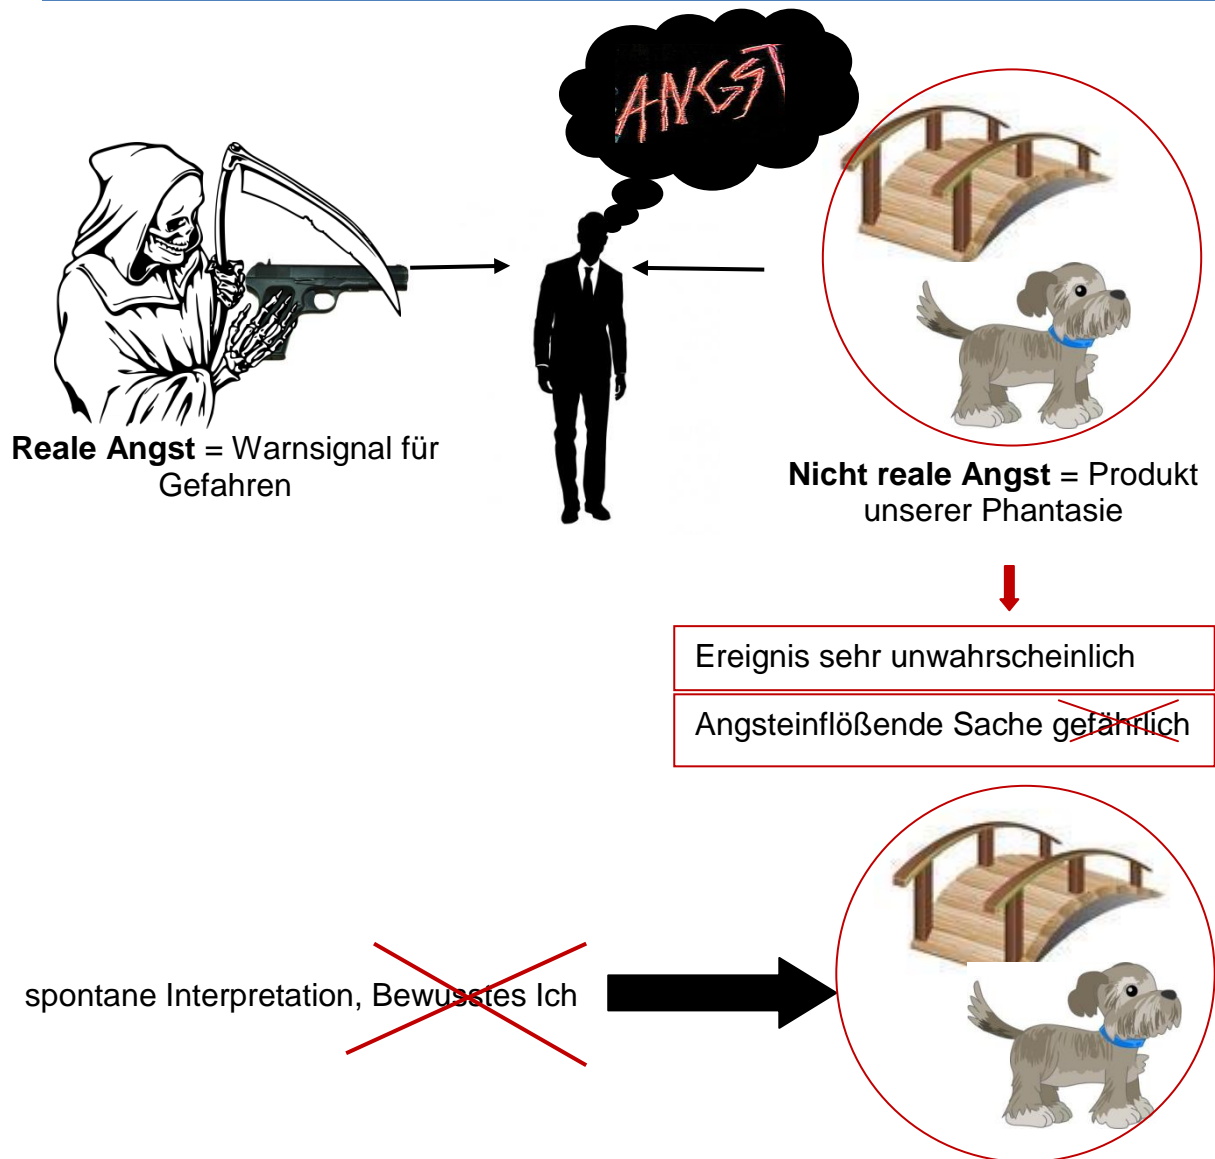 ANGST
Reale Angst = Warnsignal für
Gefahren
Nicht reale Angst = Produkt
unserer Phantasie
Ereignis sehr unwahrscheinlich
Angsteinflößende Sache gefährlich
spontane Interpretation, Bewusstes Ich